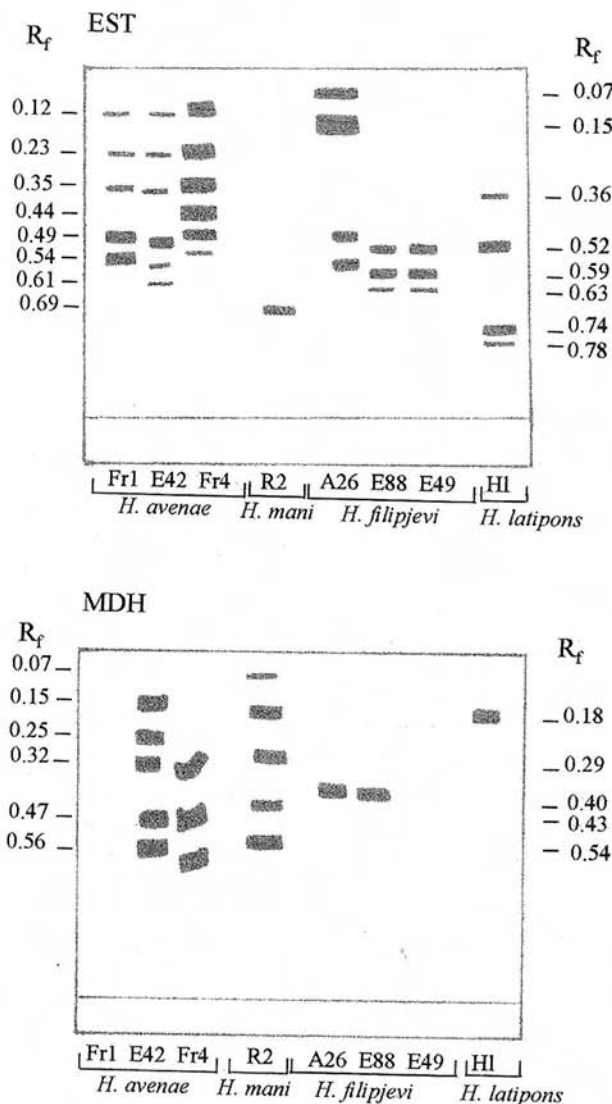 EST
Rf Rf
0.12 0.07
0.23 0.15
0.35 0.36
0.44
0.49 0.52
0.54 0.59
0.61 0.63
0.69 0.74
0.78
Fr1 E42 Fr4 R2 A26 E88 E49 Hl
H. avenae H. mani H. filipjevi H. latipons
MDH
Rf Rf
0.07
0.15 0.18
0.25
0.32 0.29
0.40
0.47 0.43
0.56 0.54
Fr1 E42 Fr4 R2 A26 E88 E49 Hl
H. avenae H. mani H. filipjevi H. latipons